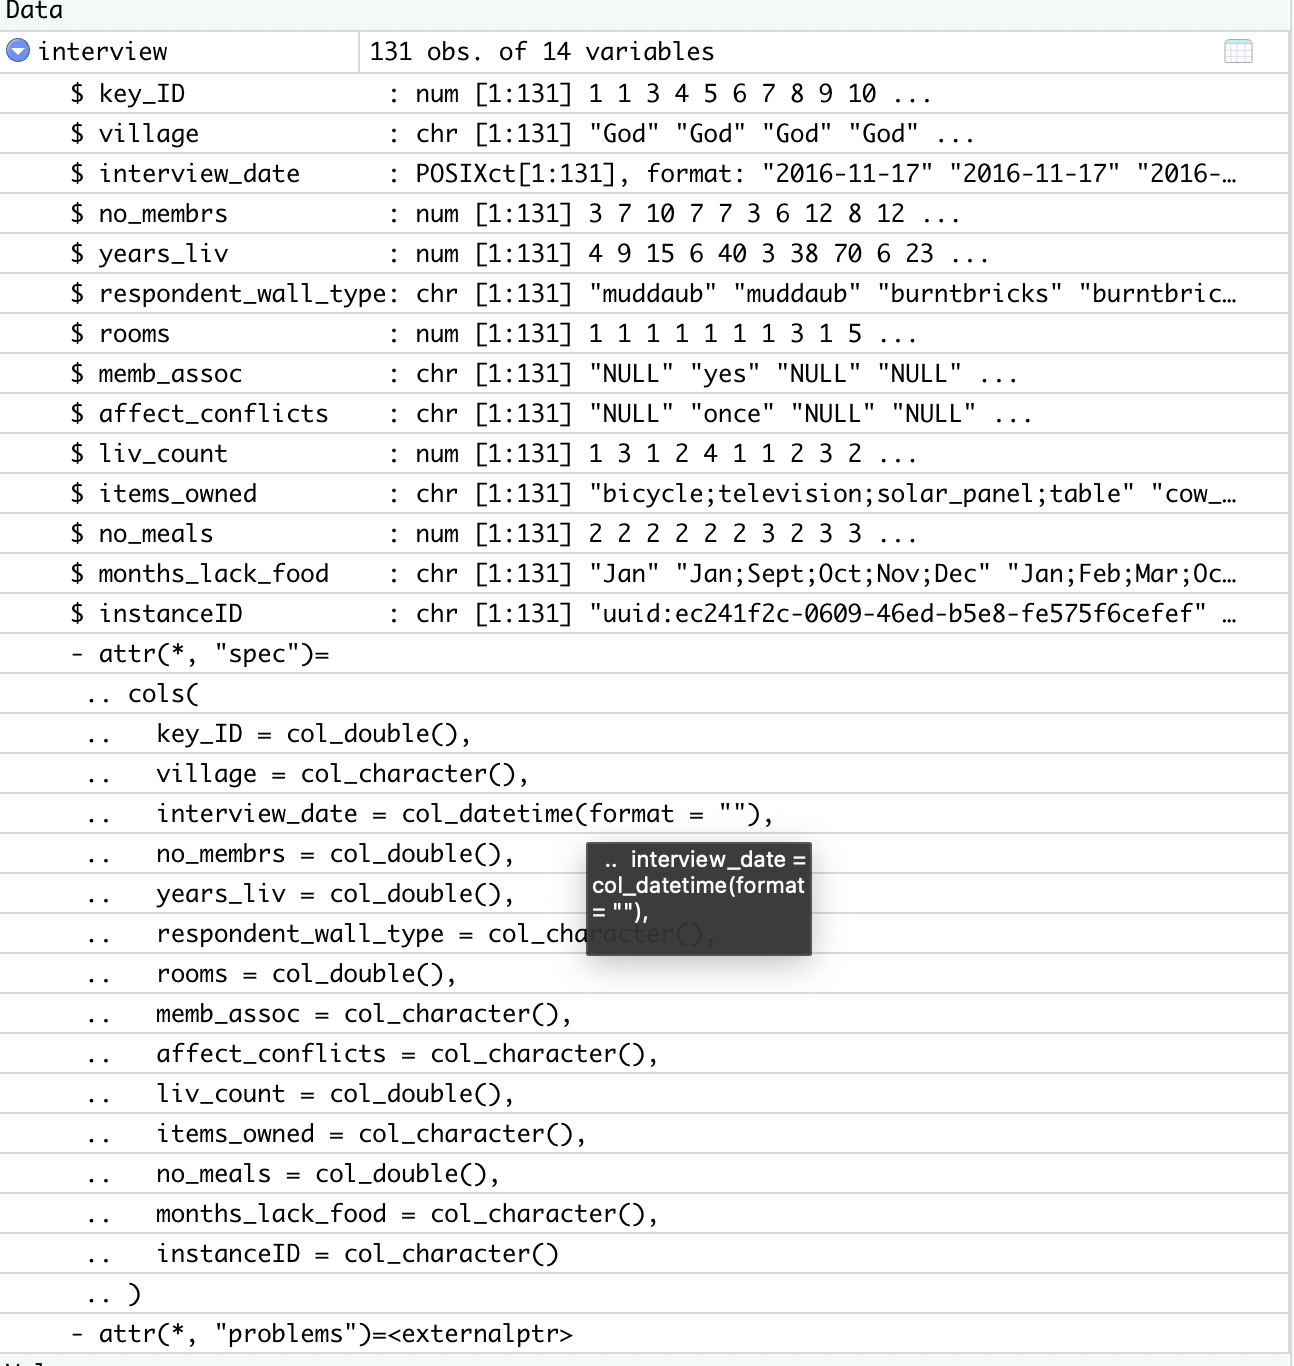 Data
interview 131 obs. of 14 variables
$ key_ID : num [1:131] 1 1 3 4 5 6 7 8 9 10 ...
$ village : chr [1:131] "God" "God" "God" "God" ...
$ interview_date : POSIXct[1:131], format: "2016-11-17" "2016-11-17" "2016-…
$ no_membrs : num [1:131] 3 7 10 7 7 3 6 12 8 12 ...
$ years_liv : num [1:131] 4 9 15 6 40 3 38 70 6 23 ...
$ respondent_wall_type: chr [1:131] "muddaub" "muddaub" "burntbricks" "burntbric…
$ rooms : num [1:131] 1 1 1 1 1 1 1 3 1 5 ...
$ memb_assoc : chr [1:131] "NULL" "yes" "NULL" "NULL" ...
$ affect_conflicts : chr [1:131] "NULL" "once" "NULL" "NULL" ...
$ liv_count : num [1:131] 1 3 1 2 4 1 1 2 3 2 ...
$ items_owned : chr [1:131] "bicycle;television;solar_panel;table" "cow_…
$ no_meals : num [1:131] 2 2 2 2 2 2 3 2 3 3 ...
$ months_lack_food : chr [1:131] "Jan" "Jan;Sept;Oct;Nov;Dec" "Jan;Feb;Mar;Oc…
$ instanceID : chr [1:131] "uuid:ec241f2c-0609-46ed-b5e8-fe575f6cefef" …
- attr(*, "spec")=
.. cols(
.. key_ID = col_double(),
.. village = col_character(),
.. interview_date = col_datetime(format = ""),
.. no_membrs = col_double(),
.. years_liv = col_double(),
.. respondent_wall_type = col_character(),
.. interview_date =
col_datetime(format
= ""),
.. rooms = col_double(),
.. memb_assoc = col_character(),
.. affect_conflicts = col_character(),
.. liv_count = col_double(),
.. items_owned = col_character(),
.. no_meals = col_double(),
.. months_lack_food = col_character(),
.. instanceID = col_character()
.. )
- attr(*, "problems")=<externalptr>